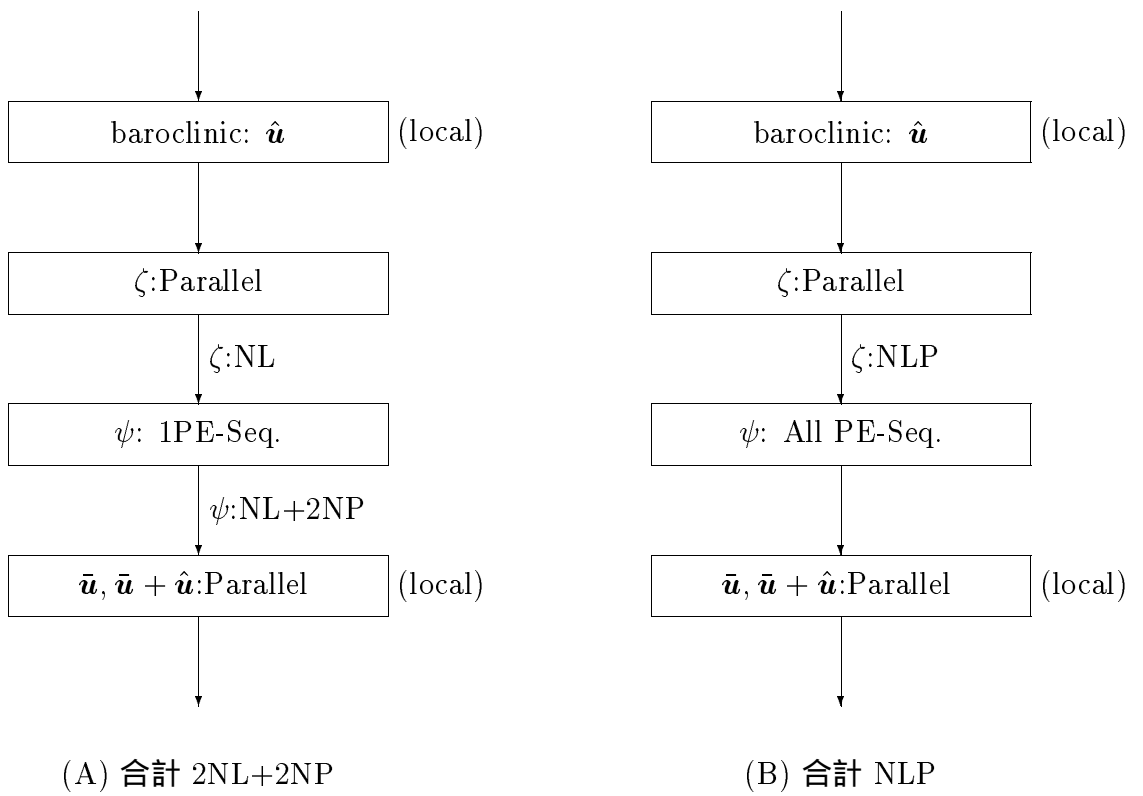 baroclinic: û (local)
ζ:Parallel
ζ:NL
ψ: 1PE-Seq.
ψ:NL+2NP
ū, ū + û:Parallel (local)
(A) 合計 2NL+2NP
baroclinic: û (local)
ζ:Parallel
ζ:NLP
ψ: All PE-Seq.
ū, ū + û:Parallel (local)
(B) 合計 NLP